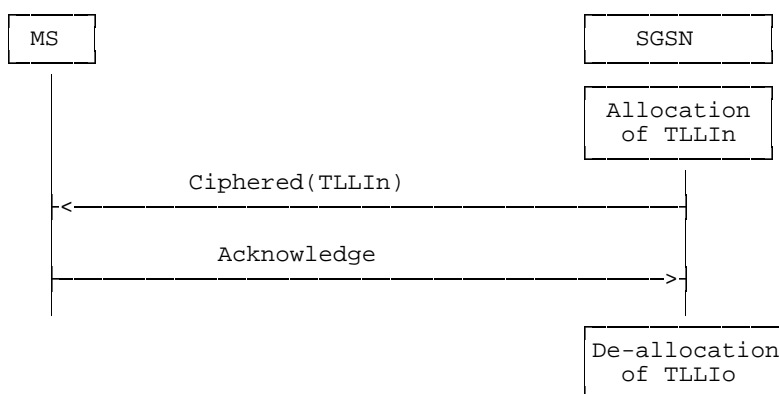 MS
SGSN
Allocation
of TLLIn
Ciphered(TLLIn)
Acknowledge
De-allocation
of TLLIo